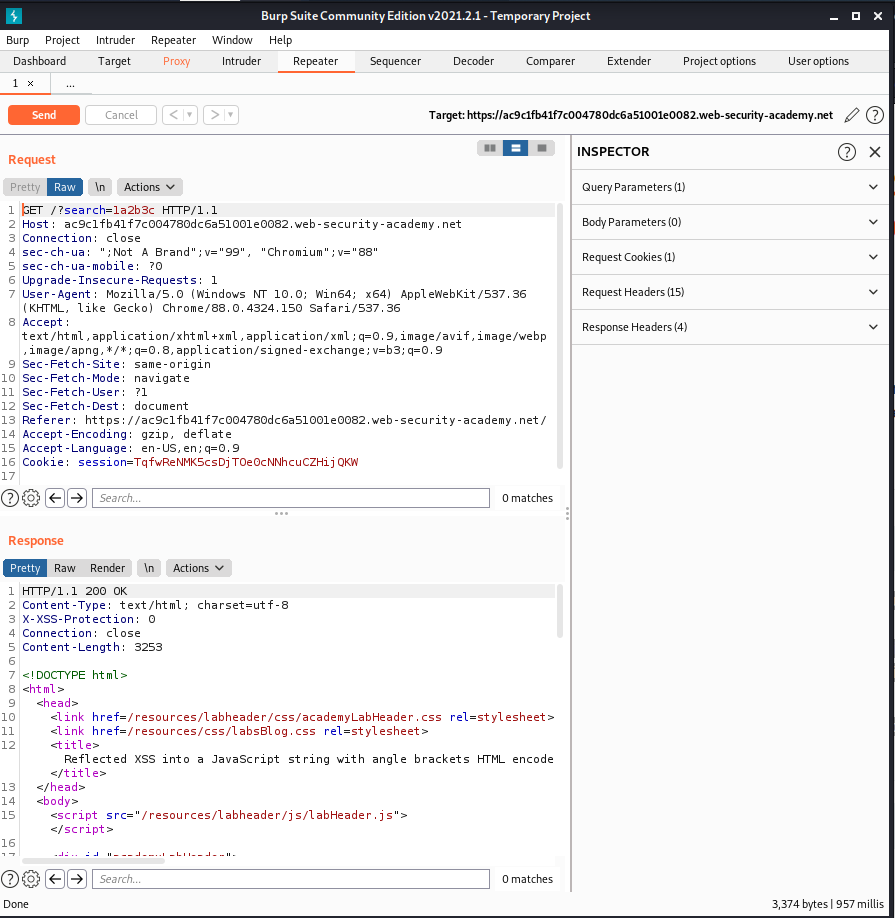 Burp Suite Community Edition v2021.2.1 - Temporary Project
Burp Project Intruder Repeater Window Help
Dashboard Target Proxy Intruder Repeater Sequencer Decoder Comparer Extender Project options User options
1 × ...
Send Cancel < >
Target: https://ac9c1fb41f7c004780dc6a51001e0082.web-security-academy.net
Request
Pretty Raw \n Actions
1 GET /?search=1a2b3c HTTP/1.1
2 Host: ac9c1fb41f7c004780dc6a51001e0082.web-security-academy.net
3 Connection: close
4 sec-ch-ua: ";Not A Brand";v="99", "Chromium";v="88"
5 sec-ch-ua-mobile: ?0
6 Upgrade-Insecure-Requests: 1
7 User-Agent: Mozilla/5.0 (Windows NT 10.0; Win64; x64) AppleWebKit/537.36
(KHTML, like Gecko) Chrome/88.0.4324.150 Safari/537.36
8 Accept:
text/html,application/xhtml+xml,application/xml;q=0.9,image/avif,image/webp
,image/apng,*/*;q=0.8,application/signed-exchange;v=b3;q=0.9
9 Sec-Fetch-Site: same-origin
10 Sec-Fetch-Mode: navigate
11 Sec-Fetch-User: ?1
12 Sec-Fetch-Dest: document
13 Referer: https://ac9c1fb41f7c004780dc6a51001e0082.web-security-academy.net/
14 Accept-Encoding: gzip, deflate
15 Accept-Language: en-US,en;q=0.9
16 Cookie: session=TqfwReNMK5csDjTOe0cNNhcuCZHijQKW
17
Search...
0 matches
Response
Pretty Raw Render \n Actions
1 HTTP/1.1 200 OK
2 Content-Type: text/html; charset=utf-8
3 X-XSS-Protection: 0
4 Connection: close
5 Content-Length: 3253
6
7 <!DOCTYPE html>
8 <html>
9 <head>
10 <link href=/resources/labheader/css/academyLabHeader.css rel=stylesheet>
11 <link href=/resources/css/labsBlog.css rel=stylesheet>
12 <title>
Reflected XSS into a JavaScript string with angle brackets HTML encode
</title>
13 </head>
14 <body>
15 <script src="/resources/labheader/js/labHeader.js">
</script>
16
17 <div id="academyLabHeader">
Search...
0 matches
INSPECTOR
Query Parameters (1)
Body Parameters (0)
Request Cookies (1)
Request Headers (15)
Response Headers (4)
Done
3,374 bytes | 957 millis